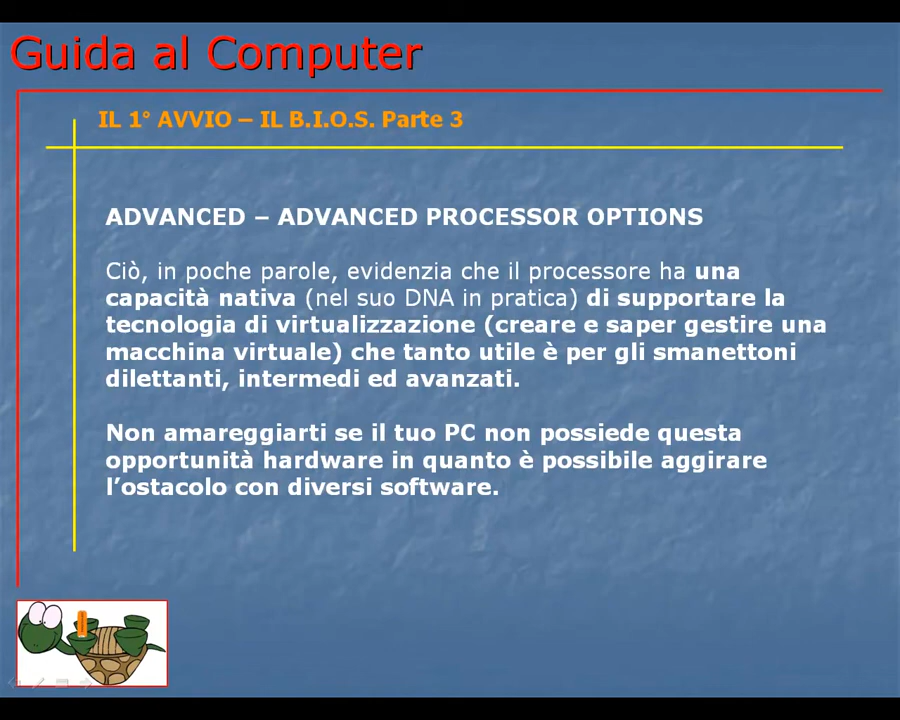 Guida al Computer
IL 1° AVVIO – IL B.I.O.S. Parte 3
ADVANCED – ADVANCED PROCESSOR OPTIONS
Ciò, in poche parole, evidenzia che il processore ha una
capacità nativa (nel suo DNA in pratica) di supportare la
tecnologia di virtualizzazione (creare e saper gestire una
macchina virtuale) che tanto utile è per gli smanettoni
dilettanti, intermedi ed avanzati.
Non amareggiarti se il tuo PC non possiede questa
opportunità hardware in quanto è possibile aggirare
l’ostacolo con diversi software.